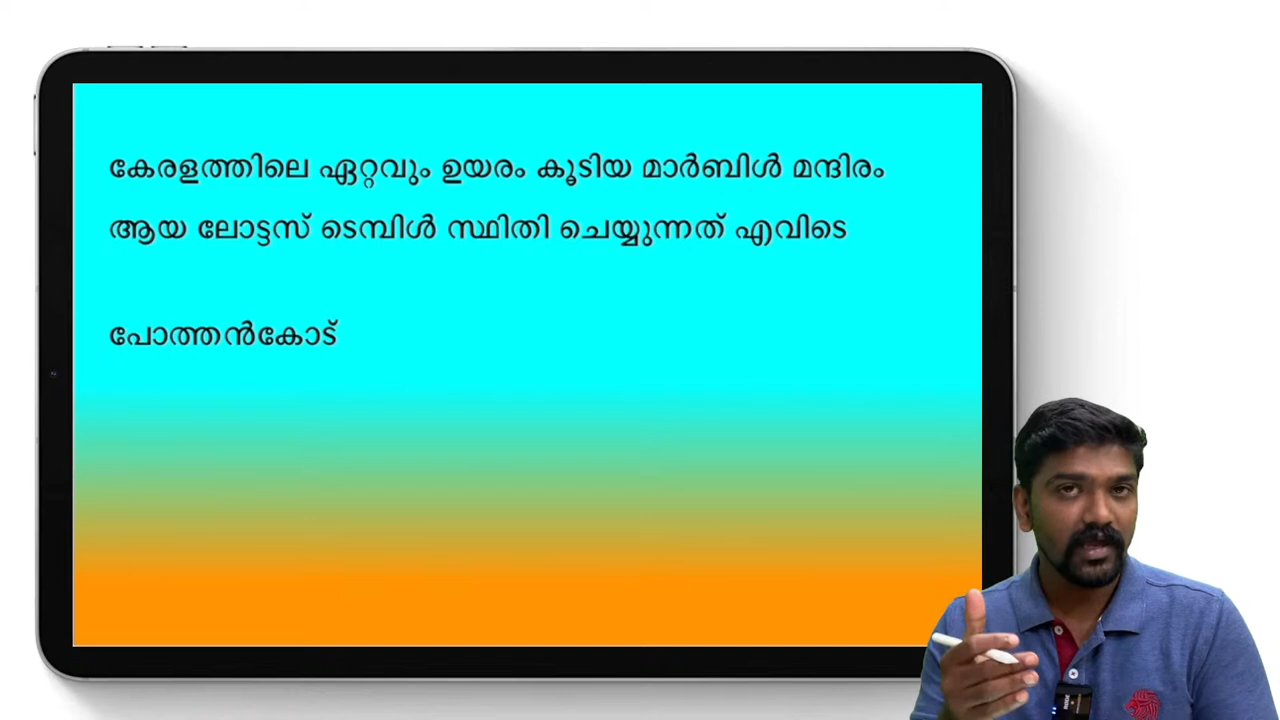 കേരളത്തിലെ ഏറ്റവും ഉയരം കൂടിയ മാർബിൾ മന്ദിരം
ആയ ലോട്ടസ് ടെമ്പിൾ സ്ഥിതി ചെയ്യുന്നത് എവിടെ
പോത്തൻകോട്